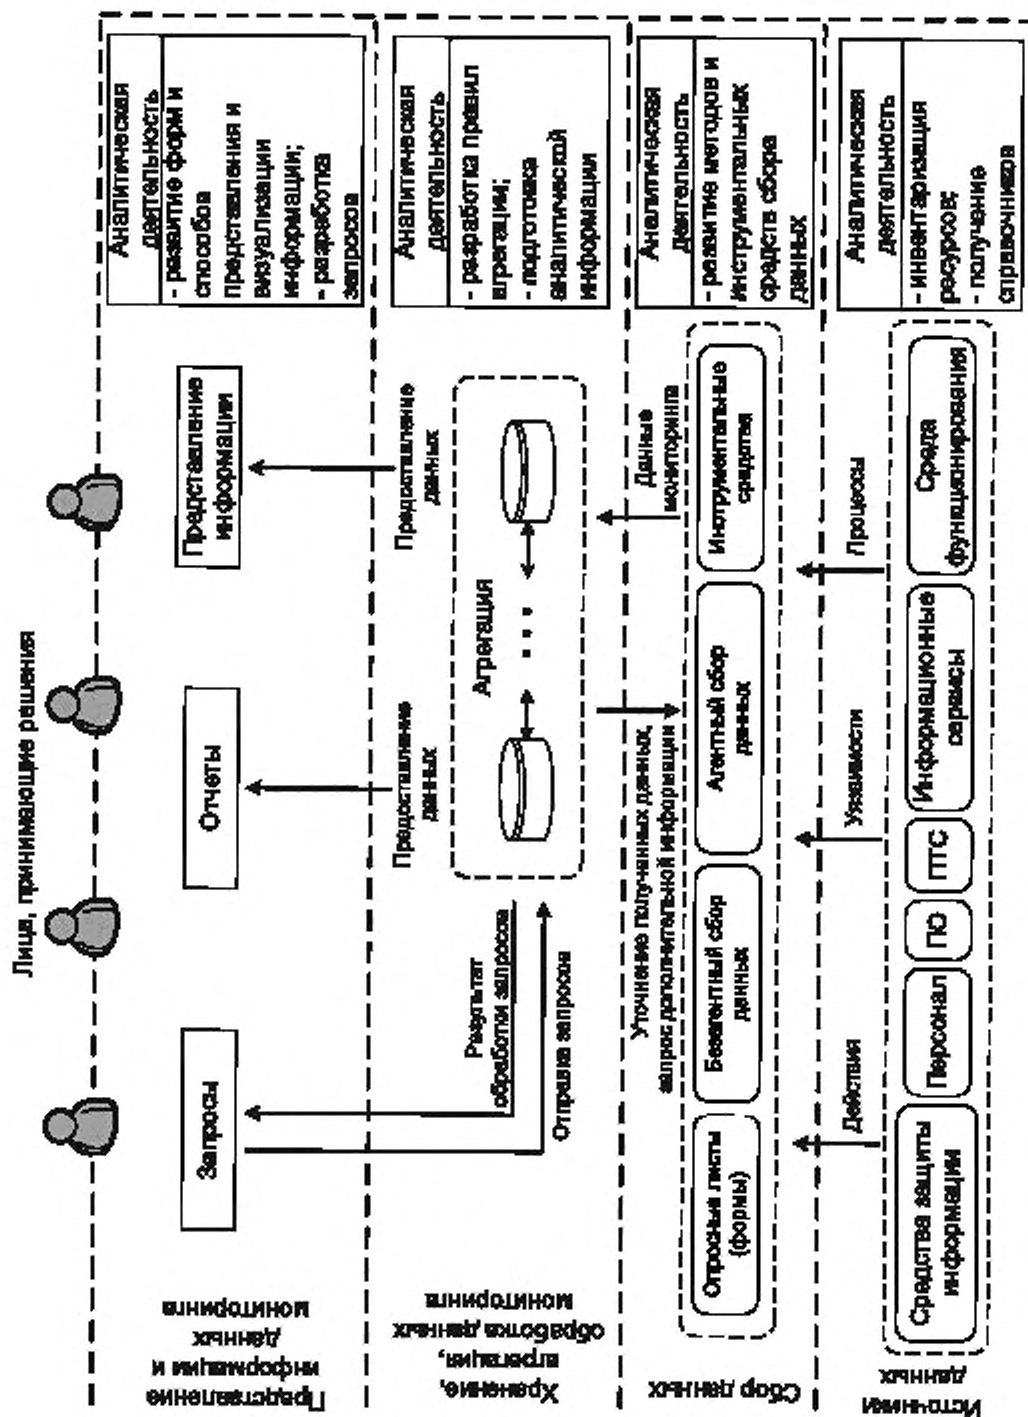 Лица, принимающие решения
Представление
информации и
данных
мониторинга
Запросы
Отчеты
Представление
информации
Аналитическая
деятельность
- развитие форм и
способов
представления и
визуализации
информации;
- разработка
запросов
Хранение,
агрегация,
обработка данных
мониторинга
Результат
обработки запросов
Отправка запросов
Предоставление
данных
Предоставление
данных
Агрегация
Аналитическая
деятельность
- разработка правил
агрегации;
- подготовка
аналитической
информации
Уточнение полученных данных,
запрос дополнительной информации
Данные
мониторинга
Сбор данных
Опросные листы
(формы)
Безагентный сбор
данных
Агентный сбор
данных
Инструментальные
средства
Аналитическая
деятельность
- развитие методов и
инструментальных
средств сбора
данных
Действия
Уязвимости
Процессы
Источники
данных
Средства защиты
информации
Персонал
ПО
ПТС
Информационные
сервисы
Среда
функционирования
Аналитическая
деятельность
- инвентаризация
ресурсов;
- получение
справочников